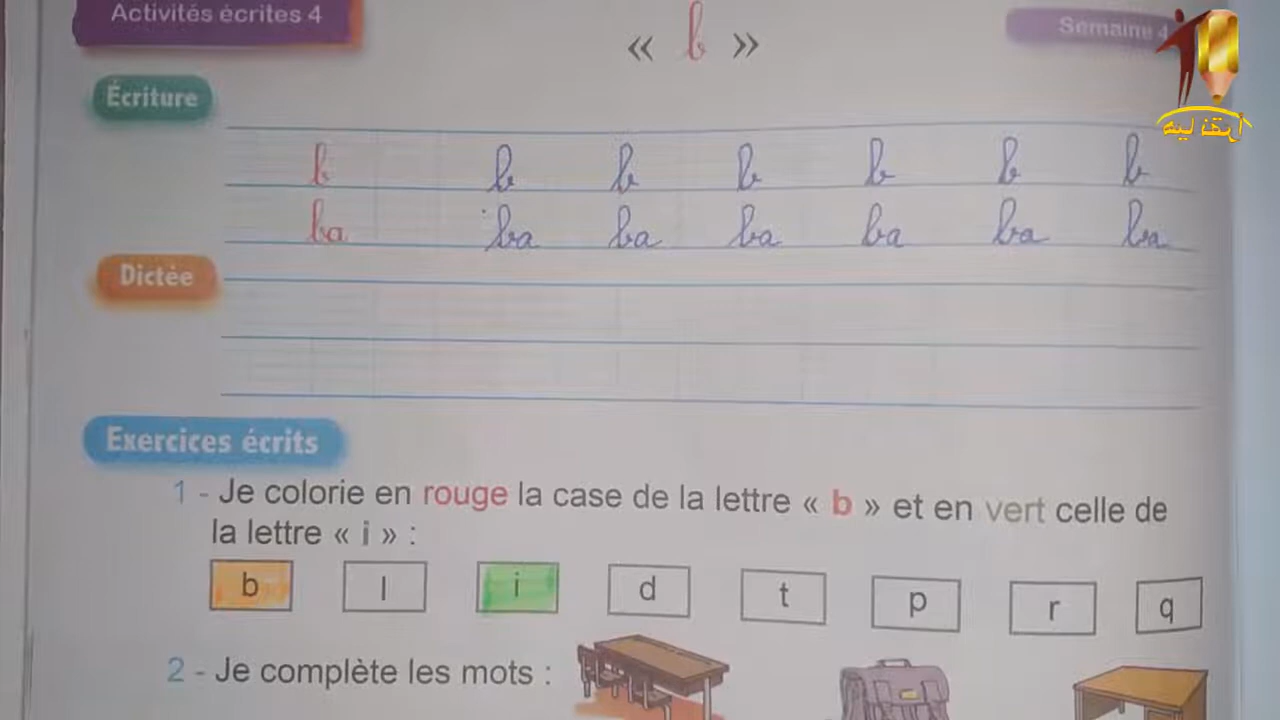 Activités écrites 4
« b »
Semaine 4
Écriture
b b b b b b b
ba ba ba ba ba ba ba
Dictée
Exercices écrits
1 - Je colorie en rouge la case de la lettre « b » et en vert celle de
la lettre « i » :
b l i d t p r q
2 - Je complète les mots :